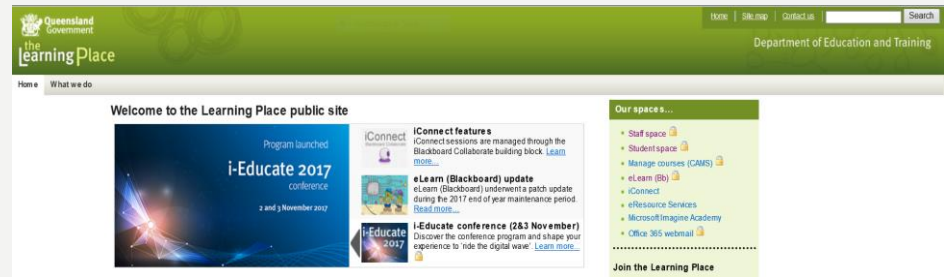 Queensland
Government
the
Learning Place
Home | Site map | Contact us | Search
Department of Education and Training
Home What we do
Welcome to the Learning Place public site
Program launched
i-Educate 2017
conference
2 and 3 November 2017
iConnect
iConnect features
iConnect sessions are managed through the
Blackboard Collaborate building block. Learn
more...
eLearn (Blackboard) update
eLearn (Blackboard) underwent a patch update
during the 2017 end of year maintenance period.
Read more...
i-Educate
2017
i-Educate conference (2&3 November)
Discover the conference program and shape your
experience to 'ride the digital wave'. Learn more...
Our spaces...
Staff space
Student space
Manage courses (CAMS)
eLearn (Bb)
iConnect
eResource Services
Microsoft Imagine Academy
Office 365 webmail
Join the Learning Place